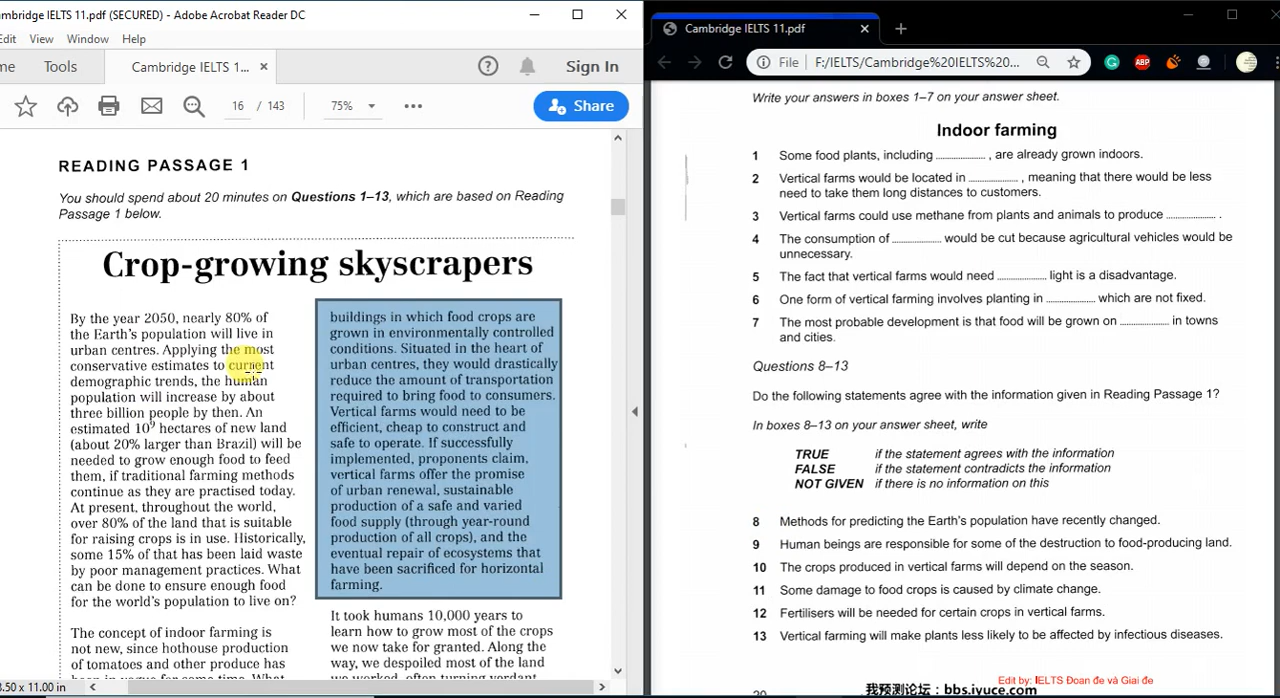 mbridge IELTS 11.pdf (SECURED) - Adobe Acrobat Reader DC
Edit View Window Help
me Tools Cambridge IELTS 1... Sign In
16 / 143 75% Share
READING PASSAGE 1
You should spend about 20 minutes on Questions 1–13, which are based on Reading
Passage 1 below.
Crop-growing skyscrapers
By the year 2050, nearly 80% of
the Earth's population will live in
urban centres. Applying the most
conservative estimates to current
demographic trends, the human
population will increase by about
three billion people by then. An
estimated 10⁹ hectares of new land
(about 20% larger than Brazil) will be
needed to grow enough food to feed
them, if traditional farming methods
continue as they are practised today.
At present, throughout the world,
over 80% of the land that is suitable
for raising crops is in use. Historically,
some 15% of that has been laid waste
by poor management practices. What
can be done to ensure enough food
for the world's population to live on?
The concept of indoor farming is
not new, since hothouse production
of tomatoes and other produce has
been in vogue for some time. What
buildings in which food crops are
grown in environmentally controlled
conditions. Situated in the heart of
urban centres, they would drastically
reduce the amount of transportation
required to bring food to consumers.
Vertical farms would need to be
efficient, cheap to construct and
safe to operate. If successfully
implemented, proponents claim,
vertical farms offer the promise
of urban renewal, sustainable
production of a safe and varied
food supply (through year-round
production of all crops), and the
eventual repair of ecosystems that
have been sacrificed for horizontal
farming.
It took humans 10,000 years to
learn how to grow most of the crops
we now take for granted. Along the
way, we despoiled most of the land
we worked, often turning verdant
8.50 x 11.00 in
Cambridge IELTS 11.pdf
File F:/IELTS/Cambridge%20IELTS%20...
G ABP
Write your answers in boxes 1–7 on your answer sheet.
Indoor farming
1 Some food plants, including .................... , are already grown indoors.
2 Vertical farms would be located in .................... , meaning that there would be less
need to take them long distances to customers.
3 Vertical farms could use methane from plants and animals to produce .................... .
4 The consumption of .................... would be cut because agricultural vehicles would be
unnecessary.
5 The fact that vertical farms would need .................... light is a disadvantage.
6 One form of vertical farming involves planting in .................... which are not fixed.
7 The most probable development is that food will be grown on .................... in towns
and cities.
Questions 8–13
Do the following statements agree with the information given in Reading Passage 1?
In boxes 8–13 on your answer sheet, write
TRUE if the statement agrees with the information
FALSE if the statement contradicts the information
NOT GIVEN if there is no information on this
8 Methods for predicting the Earth's population have recently changed.
9 Human beings are responsible for some of the destruction to food-producing land.
10 The crops produced in vertical farms will depend on the season.
11 Some damage to food crops is caused by climate change.
12 Fertilisers will be needed for certain crops in vertical farms.
13 Vertical farming will make plants less likely to be affected by infectious diseases.
Edit by: IELTS Đoan đe và Giai đe
20 我预测论坛：bbs.iyuce.com